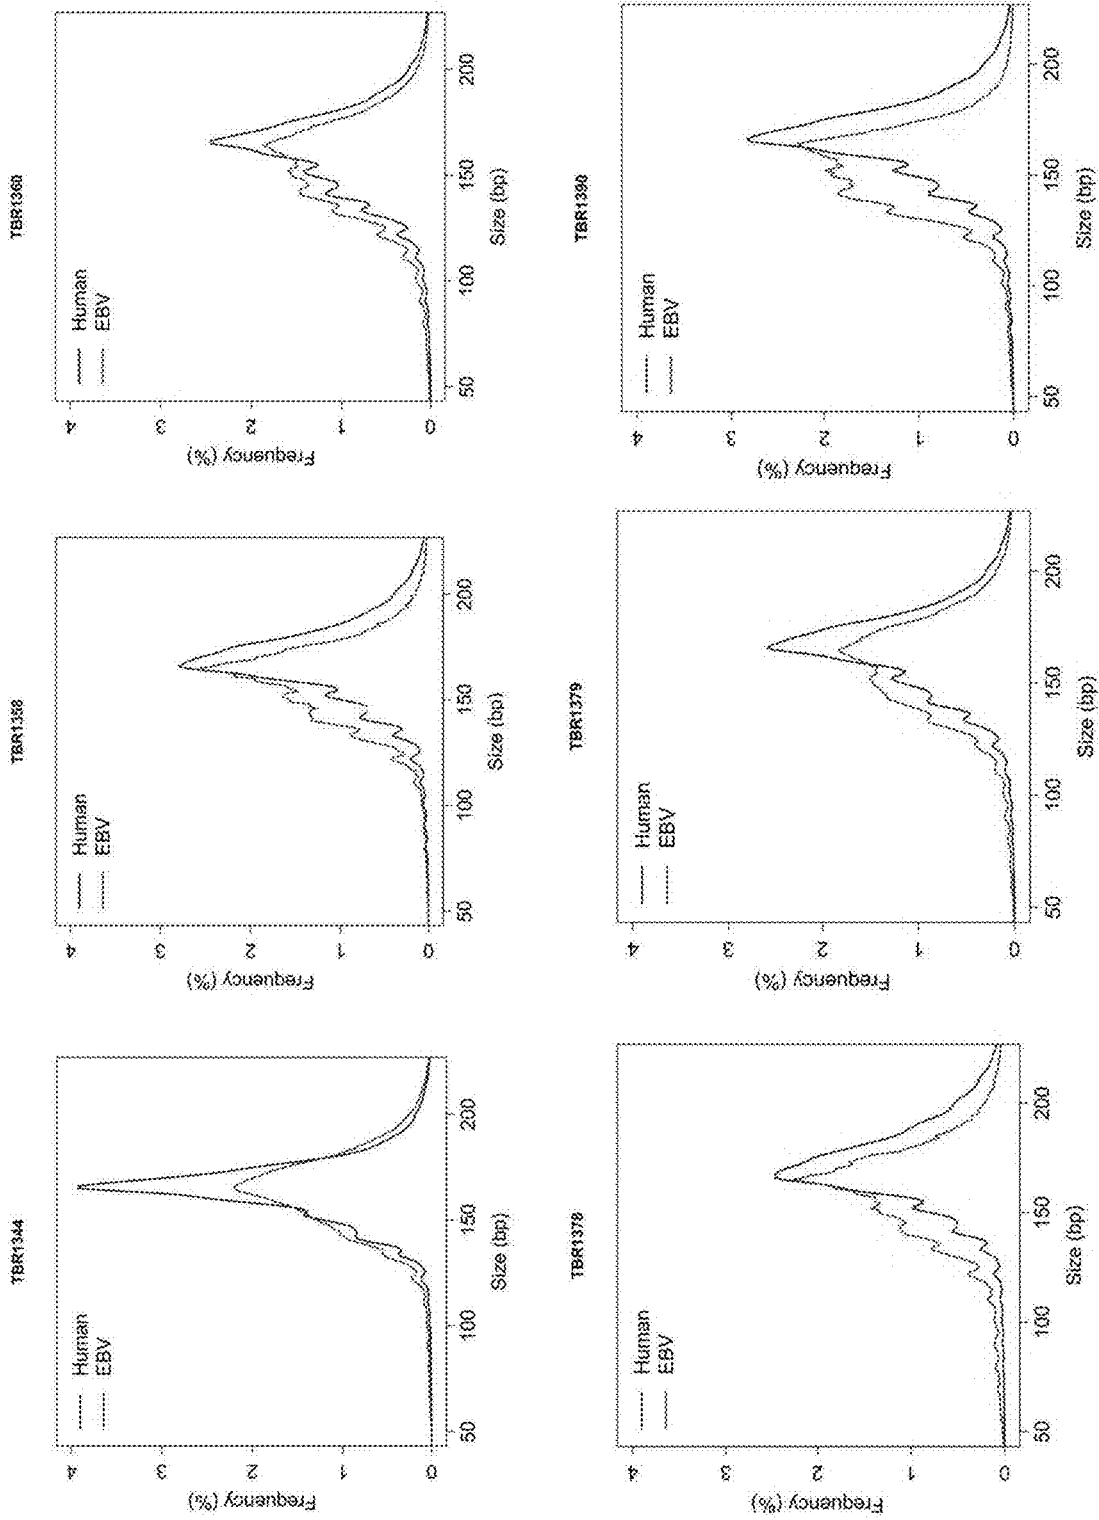 TBR1344
Human
EBV
Frequency (%)
4
3
2
1
0
50 100 150 200
Size (bp)
TBR1358
Human
EBV
Frequency (%)
4
3
2
1
0
50 100 150 200
Size (bp)
TBR1360
Human
EBV
Frequency (%)
4
3
2
1
0
50 100 150 200
Size (bp)
TBR1378
Human
EBV
Frequency (%)
4
3
2
1
0
50 100 150 200
Size (bp)
TBR1379
Human
EBV
Frequency (%)
4
3
2
1
0
50 100 150 200
Size (bp)
TBR1390
Human
EBV
Frequency (%)
4
3
2
1
0
50 100 150 200
Size (bp)